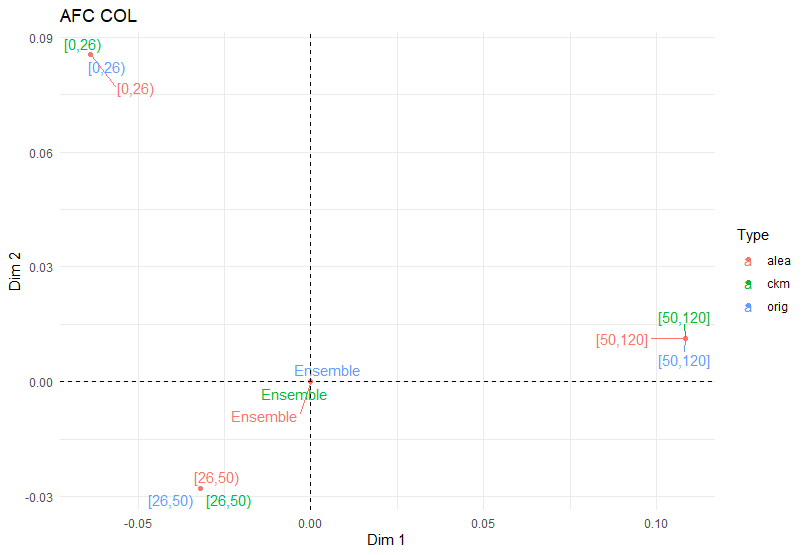 AFC COL
0.09
[0,26)
[0,26)
[0,26)
0.06
0.03
Dim 2
[50,120]
[50,120]
[50,120]
0.00
Ensemble
Ensemble
Ensemble
[26,50)
[26,50)
[26,50)
-0.03
-0.05
0.00
0.05
0.10
Dim 1
Type
a alea
a ckm
a orig